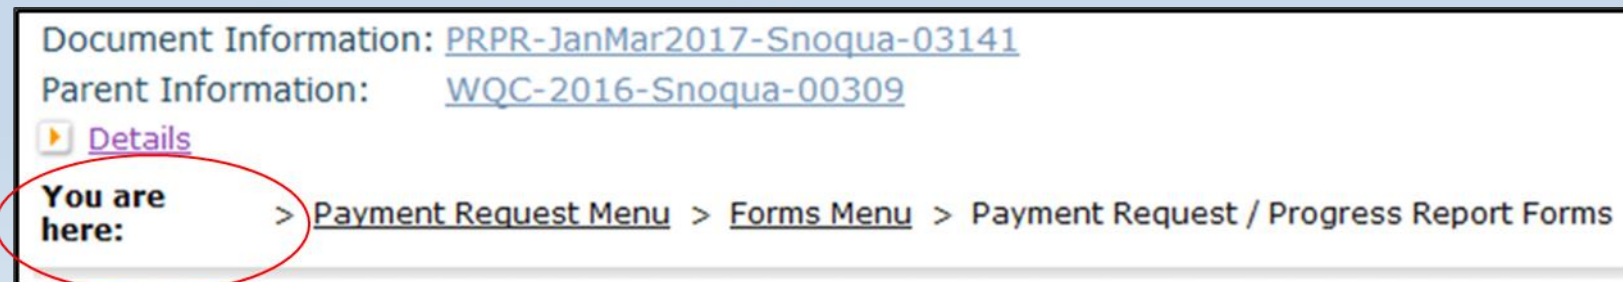 Document Information: PRPR-JanMar2017-Snoqua-03141
Parent Information: WQC-2016-Snoqua-00309
Details
You are
here:
> Payment Request Menu > Forms Menu > Payment Request / Progress Report Forms